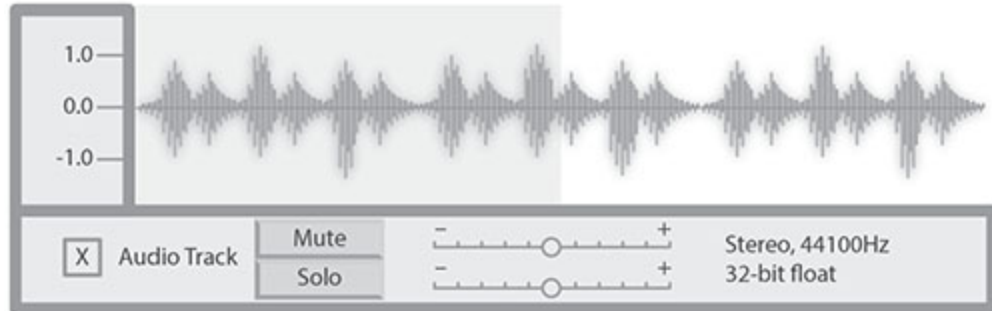 1.0
0.0
-1.0
X Audio Track
Mute
Solo
- +
- +
Stereo, 44100Hz
32-bit float